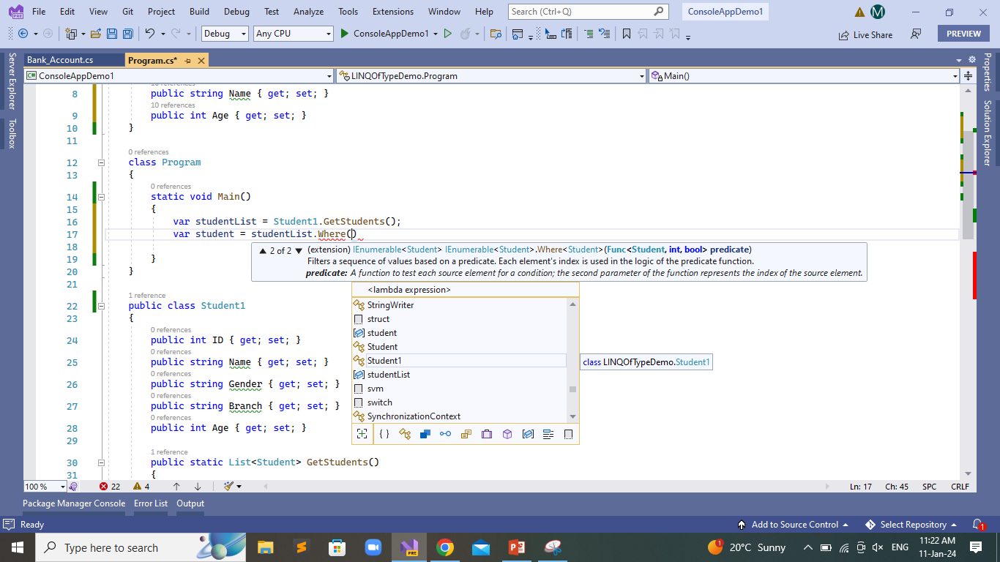 File Edit View Git Project Build Debug Test Analyze Tools Extensions Window Help Search (Ctrl+Q) ConsoleAppDemo1 M
PRE
Debug Any CPU ConsoleAppDemo1 Live Share PREVIEW
Server Explorer
Toolbox
Properties
Solution Explorer
Bank_Account.cs Program.cs*
C# ConsoleAppDemo1 LINQOfTypeDemo.Program Main()
10 references
8 public string Name { get; set; }
10 references
9 public int Age { get; set; }
10 }
11
0 references
12 class Program
13 {
0 references
14 static void Main()
15 {
16 var studentList = Student1.GetStudents();
17 var student = studentList.Where()
18
19 }
20 }
21
2 of 2 (extension) IEnumerable<Student> IEnumerable<Student>.Where<Student>(Func<Student, int, bool> predicate)
Filters a sequence of values based on a predicate. Each element's index is used in the logic of the predicate function.
predicate: A function to test each source element for a condition; the second parameter of the function represents the index of the source element.
<lambda expression>
StringWriter
struct
student
Student
Student1
studentList
svm
switch
SynchronizationContext
{ }
class LINQOfTypeDemo.Student1
1 reference
22 public class Student1
23 {
0 references
24 public int ID { get; set; }
0 references
25 public string Name { get; set; }
0 references
26 public string Gender { get; set; }
0 references
27 public string Branch { get; set; }
0 references
28 public int Age { get; set; }
29
1 reference
30 public static List<Student> GetStudents()
31 {
100 % 22 4 Ln: 17 Ch: 45 SPC CRLF
Package Manager Console Error List Output
Ready Add to Source Control Select Repository 1
Type here to search PRE 1 20°C Sunny ENG 11:22 AM
11-Jan-24